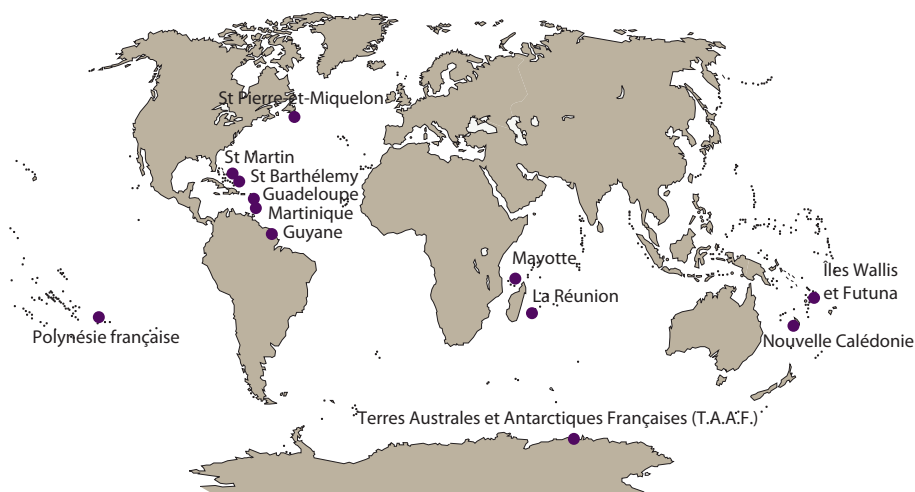 St Pierre-et-Miquelon
St Martin
St Barthélemy
Guadeloupe
Martinique
Guyane
Mayotte
La Réunion
Îles Wallis
et Futuna
Polynésie française
Nouvelle Calédonie
Terres Australes et Antarctiques Françaises (T.A.A.F.)